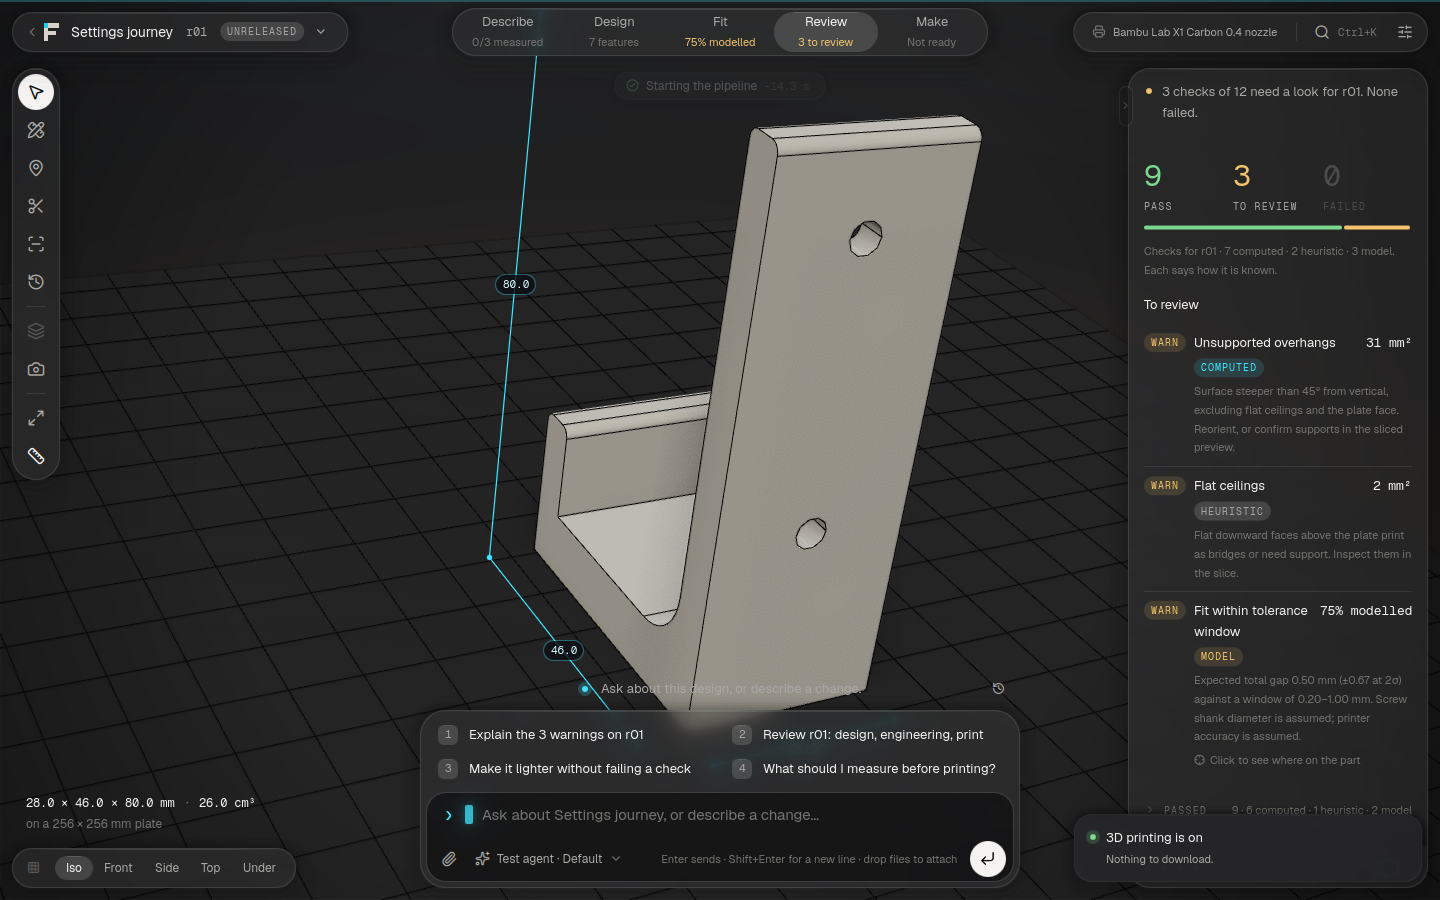 Settings journey r01 UNRELEASED
Describe
0/3 measured
Design
7 features
Fit
75% modelled
Review
3 to review
Make
Not ready
Bambu Lab X1 Carbon 0.4 nozzle
Ctrl+K
Starting the pipeline -14.3 s
80.0
46.0
3 checks of 12 need a look for r01. None
failed.
9
PASS
3
TO REVIEW
0
FAILED
Checks for r01 · 7 computed · 2 heuristic · 3 model.
Each says how it is known.
To review
WARN Unsupported overhangs 31 mm²
COMPUTED
Surface steeper than 45° from vertical,
excluding flat ceilings and the plate face.
Reorient, or confirm supports in the sliced
preview.
WARN Flat ceilings 2 mm²
HEURISTIC
Flat downward faces above the plate print
as bridges or need support. Inspect them in
the slice.
WARN Fit within tolerance 75% modelled
window
MODEL
Expected total gap 0.50 mm (±0.67 at 2σ)
against a window of 0.20–1.00 mm. Screw
shank diameter is assumed; printer
accuracy is assumed.
Click to see where on the part
PASSED 9 · 6 computed · 1 heuristic · 2 model
3D printing is on
Nothing to download.
Ask about this design, or describe a change.
1 Explain the 3 warnings on r01
2 Review r01: design, engineering, print
3 Make it lighter without failing a check
4 What should I measure before printing?
Ask about Settings journey, or describe a change...
Test agent · Default
Enter sends · Shift+Enter for a new line · drop files to attach
28.0 × 46.0 × 80.0 mm · 26.0 cm³
on a 256 × 256 mm plate
Iso Front Side Top Under